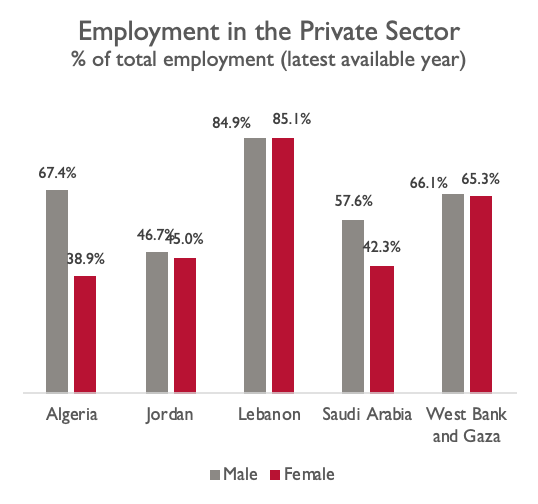 Employment in the Private Sector
% of total employment (latest available year)
84.9% 85.1%
67.4%
57.6%
66.1% 65.3%
46.7% 45.0%
42.3%
38.9%
Algeria Jordan Lebanon Saudi Arabia West Bank
and Gaza
Male Female